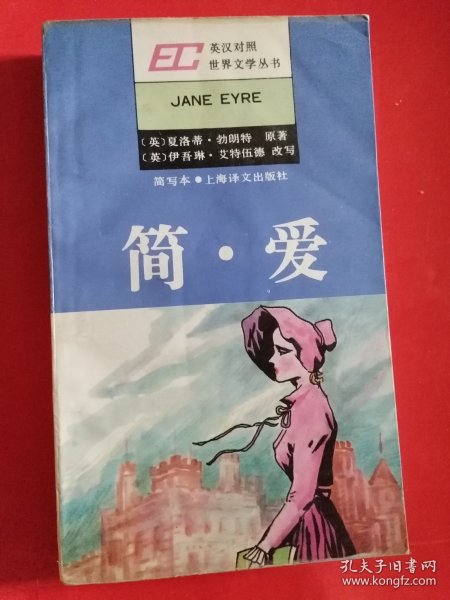 EC
英汉对照
世界文学丛书
JANE EYRE
〔英〕夏洛蒂·勃朗特 原著
〔英〕伊吾琳·艾特伍德 改写
简写本●上海译文出版社
简·爱
孔夫子旧书网
www.kongfz.com